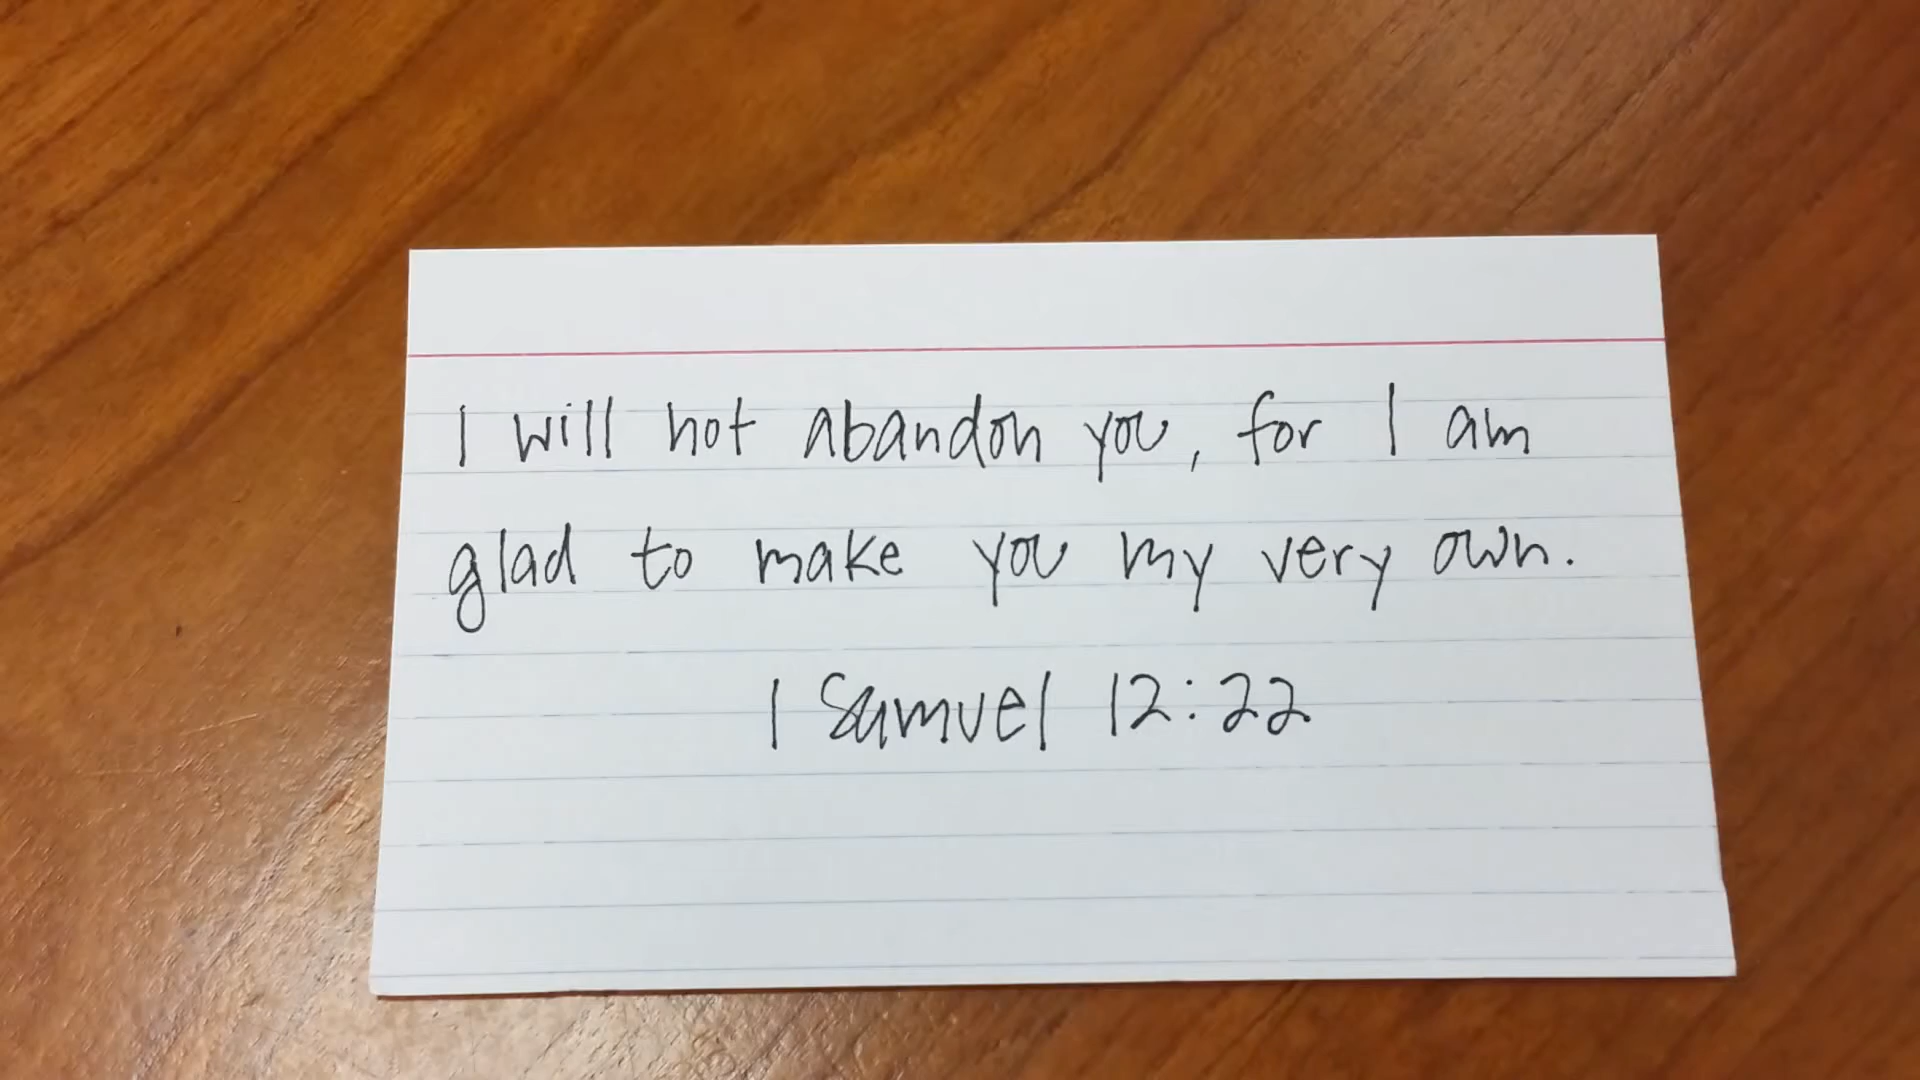 I will not abandon you, for I am
glad to make you my very own.
1 Samuel 12:22